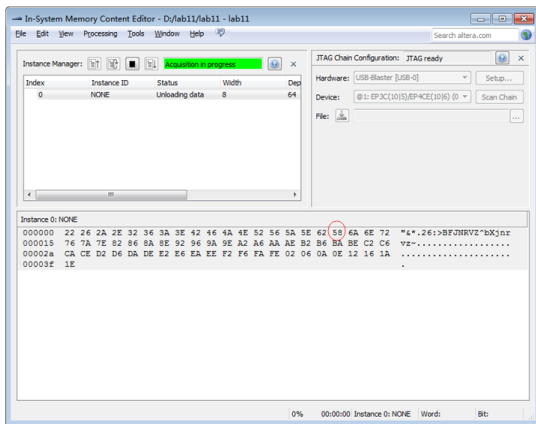 In-System Memory Content Editor - D:/lab11/lab11 - lab11
File Edit View Processing Tools Window Help
Search altera.com
Instance Manager: Acquisition in progress
Index Instance ID Status Width Dep
0 NONE Unloading data 8 64
JTAG Chain Configuration: JTAG ready
Hardware: USB-Blaster [USB-0] Setup...
Device: @1: EP3C(10|5)/EP4CE(10|6) (0 Scan Chain
File: ...
Instance 0: NONE
000000 22 26 2A 2E 32 36 3A 3E 42 46 4A 4E 52 56 5A 5E 62 58 6A 6E 72 "&*.26:>BFJNRVZ^bXjnr
000015 76 7A 7E 82 86 8A 8E 92 96 9A 9E A2 A6 AA AE B2 B6 BA BE C2 C6 vz~..................
00002a CA CE D2 D6 DA DE E2 E6 EA EE F2 F6 FA FE 02 06 0A 0E 12 16 1A .....................
00003f 1E .
0% 00:00:00 Instance 0: NONE Word: Bit: